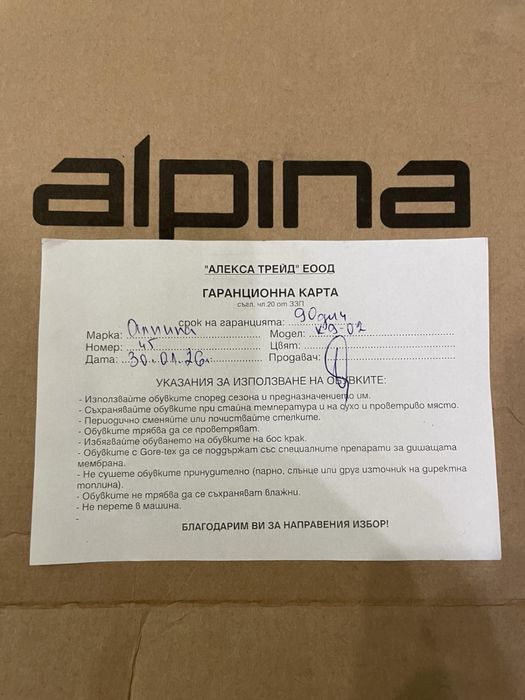 alpina
"АЛЕКСА ТРЕЙД" ЕООД
ГАРАНЦИОННА КАРТА
съгл. чл.20 от ЗЗП
срок на гаранцията: 90дни
Марка: Алпина Модел:
Номер: 45 Цвят:
Дата: 30.01.26г. Продавач:
УКАЗАНИЯ ЗА ИЗПОЛЗВАНЕ НА ОБУВКИТЕ:
- Използвайте обувките според сезона и предназначението им.
- Съхранявайте обувките при стайна температура и на сухо и проветриво място.
- Периодично сменяйте или почиствайте стелките.
- Обувките трябва да се проветряват.
- Избягвайте обуването на обувките на бос крак.
- Обувките с Gore-tex да се поддържат със специалните препарати за дишащата
мембрана.
- Не сушете обувките принудително (парно, слънце или друг източник на директна
топлина).
- Обувките не трябва да се съхраняват влажни.
- Не перете в машина.
-
БЛАГОДАРИМ ВИ ЗА НАПРАВЕНИЯ ИЗБОР!